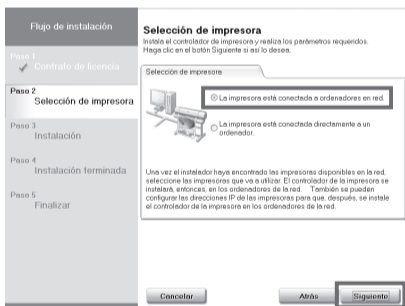 Flujo de instalación
Paso 1
Contrato de licencia
Paso 2
Selección de impresora
Paso 3
Instalación
Paso 4
Instalación terminada
Paso 5
Finalizar
Selección de impresora
Instale el controlador de impresora y realiza los parámetros requeridos.
Haga clic en el botón Siguiente si así lo desea.
Selección de impresora
La impresora está conectada a ordenadores en red.
La impresora está conectada directamente a un
ordenador.
Una vez el instalador haya encontrado las impresoras disponibles en la red,
seleccione las impresoras que va a utilizar. El controlador de impresora se
instalará, entonces, en los ordenadores de la red. También se pueden
configurar las direcciones IP de las impresoras para que, después, se instale
el controlador de la impresora en los ordenadores de la red.
Cancelar
Atrás
Siguiente